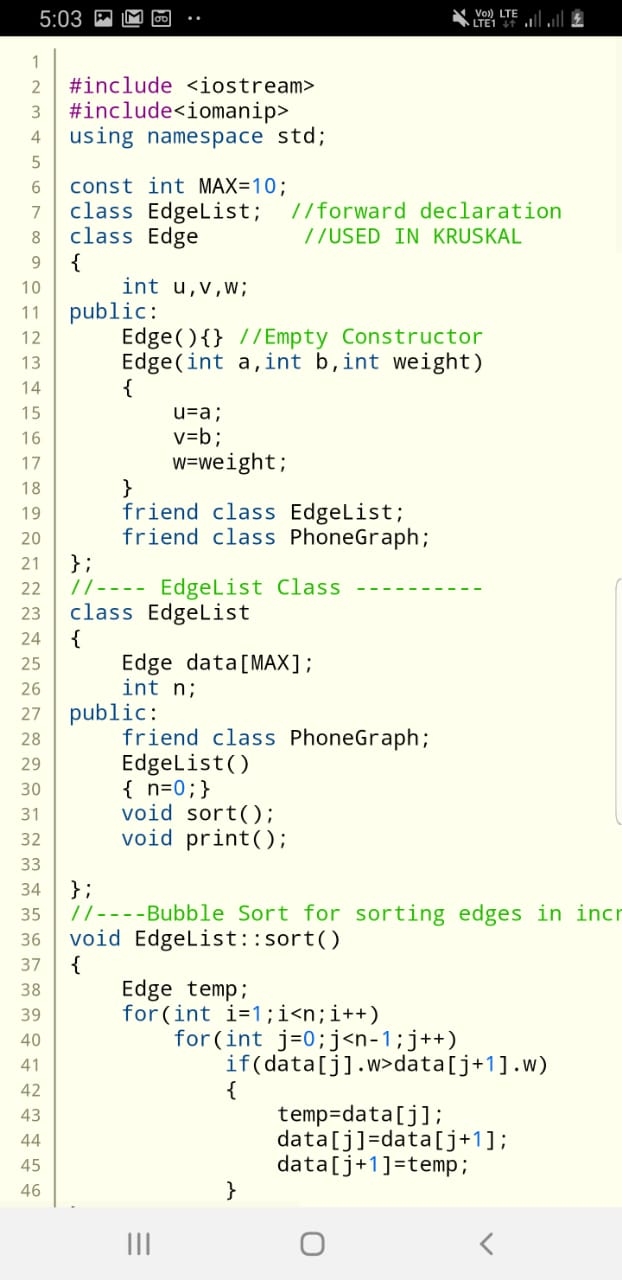 5:03 Vo)) LTE LTE1
1
2 #include <iostream>
3 #include<iomanip>
4 using namespace std;
5
6 const int MAX=10;
7 class EdgeList;  //forward declaration
8 class Edge        //USED IN KRUSKAL
9 {
10     int u,v,w;
11 public:
12     Edge(){} //Empty Constructor
13     Edge(int a,int b,int weight)
14     {
15         u=a;
16         v=b;
17         w=weight;
18     }
19     friend class EdgeList;
20     friend class PhoneGraph;
21 };
22 //---- EdgeList Class ----------
23 class EdgeList
24 {
25     Edge data[MAX];
26     int n;
27 public:
28     friend class PhoneGraph;
29     EdgeList()
30     { n=0;}
31     void sort();
32     void print();
33
34 };
35 //----Bubble Sort for sorting edges in incr
36 void EdgeList::sort()
37 {
38     Edge temp;
39     for(int i=1;i<n;i++)
40         for(int j=0;j<n-1;j++)
41             if(data[j].w>data[j+1].w)
42             {
43                 temp=data[j];
44                 data[j]=data[j+1];
45                 data[j+1]=temp;
46             }